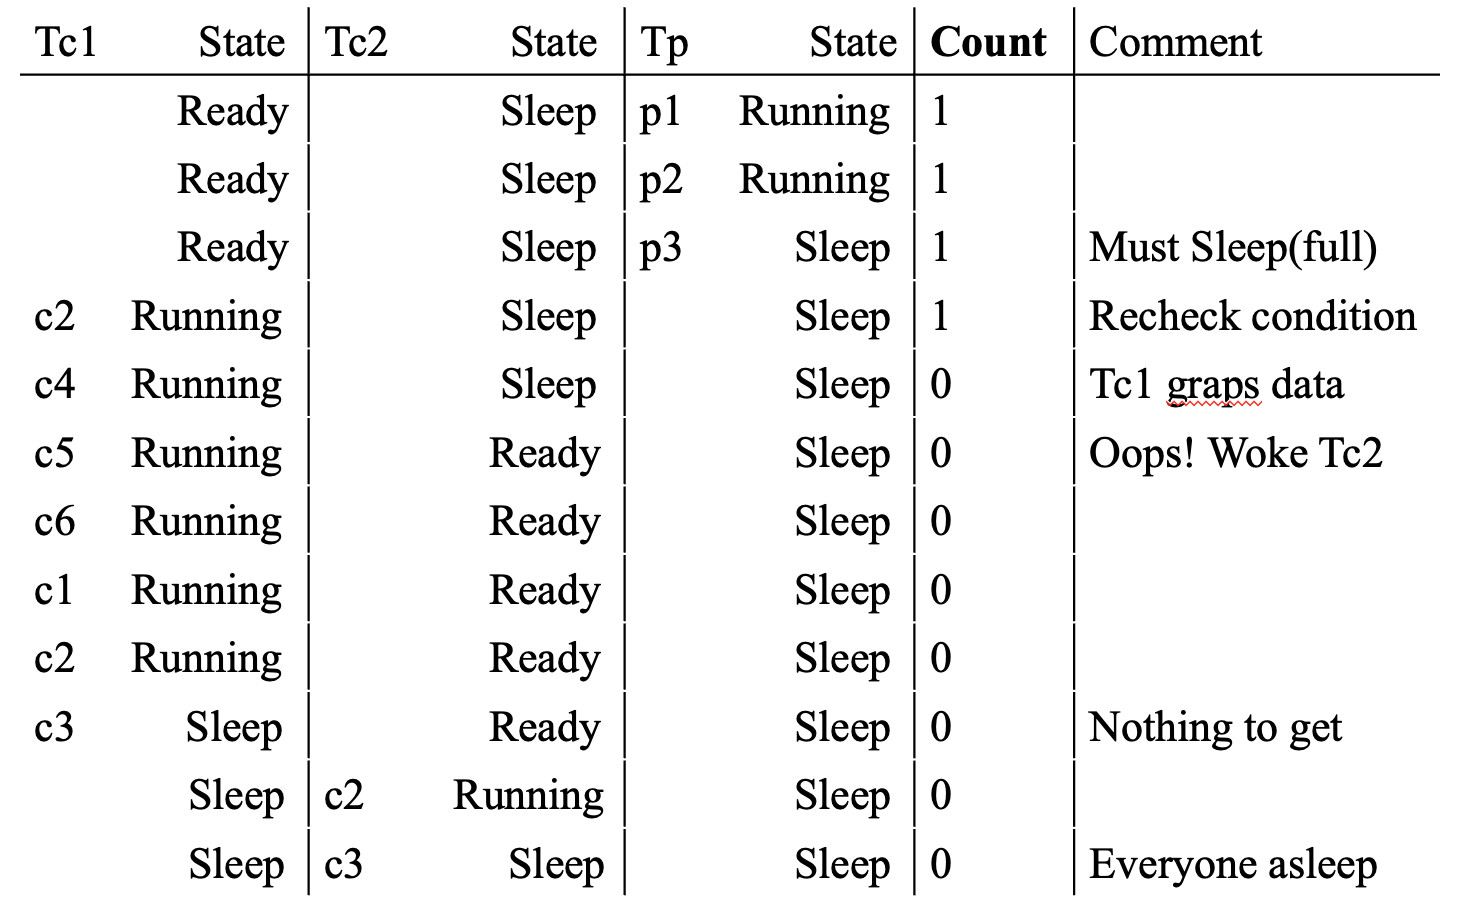 Tc1 State Tc2 State Tp State Count Comment
Ready Sleep p1 Running 1
Ready Sleep p2 Running 1
Ready Sleep p3 Sleep 1 Must Sleep(full)
c2 Running Sleep Sleep 1 Recheck condition
c4 Running Sleep Sleep 0 Tc1 graps data
c5 Running Ready Sleep 0 Oops! Woke Tc2
c6 Running Ready Sleep 0
c1 Running Ready Sleep 0
c2 Running Ready Sleep 0
c3 Sleep Ready Sleep 0 Nothing to get
Sleep c2 Running Sleep 0
Sleep c3 Sleep Sleep 0 Everyone asleep